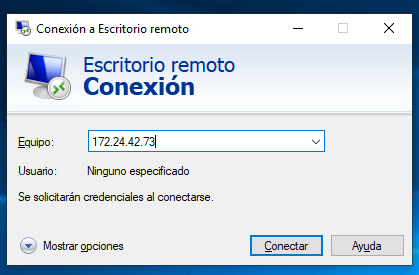 Conexión a Escritorio remoto
Escritorio remoto
Conexión
Equipo: 172.24.42.73
Usuario: Ninguno especificado
Se solicitarán credenciales al conectarse.
Mostrar opciones Conectar Ayuda